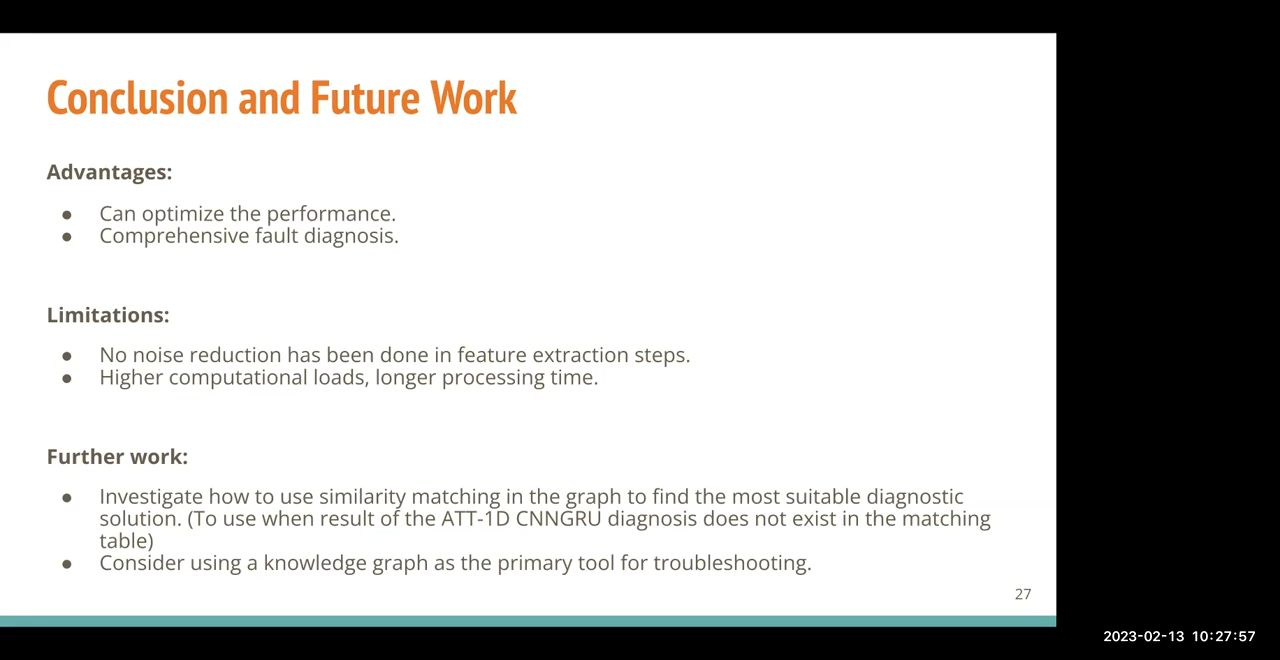 Conclusion and Future Work
Advantages:
● Can optimize the performance.
● Comprehensive fault diagnosis.
Limitations:
● No noise reduction has been done in feature extraction steps.
● Higher computational loads, longer processing time.
Further work:
● Investigate how to use similarity matching in the graph to find the most suitable diagnostic
solution. (To use when result of the ATT-1D CNNGRU diagnosis does not exist in the matching
table)
● Consider using a knowledge graph as the primary tool for troubleshooting.
27
2023-02-13 10:27:57